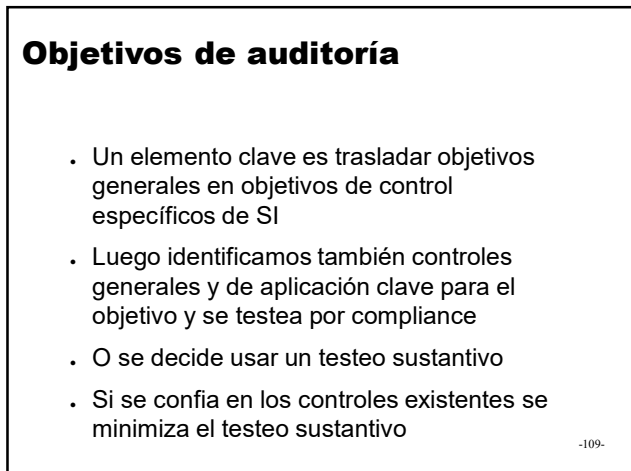 Objetivos de auditoría
. Un elemento clave es trasladar objetivos
generales en objetivos de control
específicos de SI
. Luego identificamos también controles
generales y de aplicación clave para el
objetivo y se testea por compliance
. O se decide usar un testeo sustantivo
. Si se confia en los controles existentes se
minimiza el testeo sustantivo
-109-